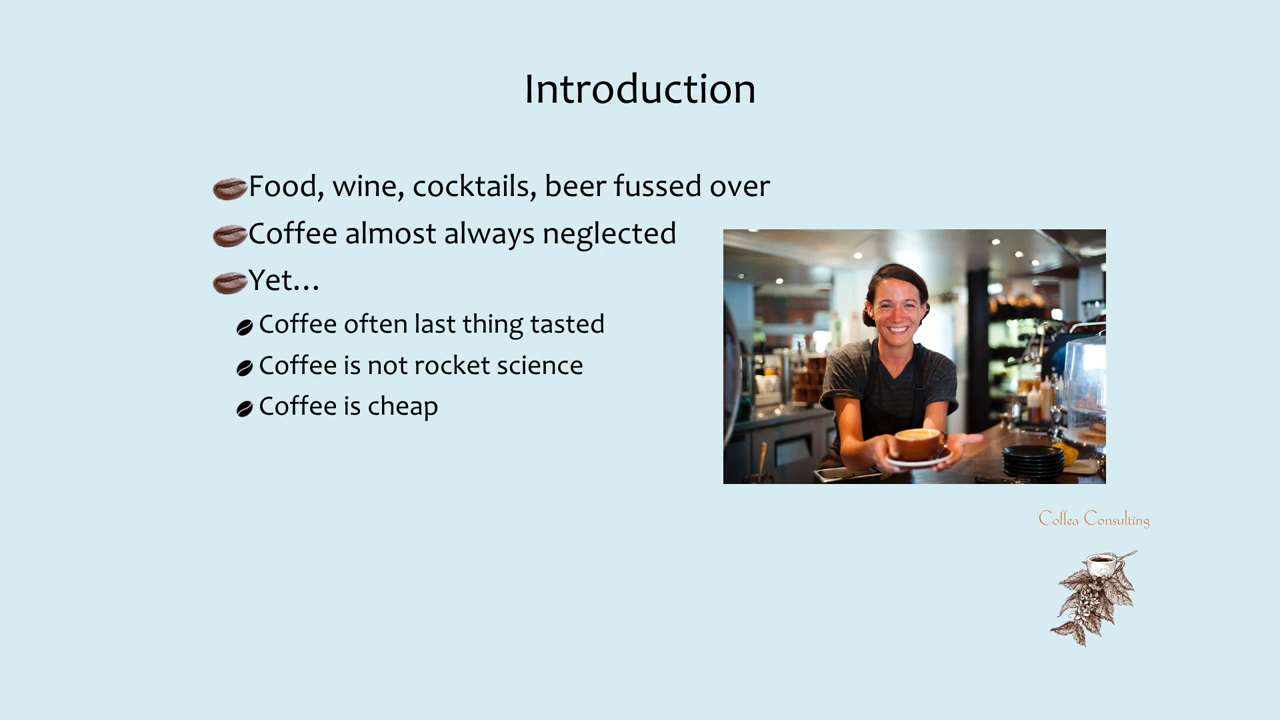 Introduction
Food, wine, cocktails, beer fussed over
Coffee almost always neglected
Yet…
Coffee often last thing tasted
Coffee is not rocket science
Coffee is cheap
Coffea Consulting